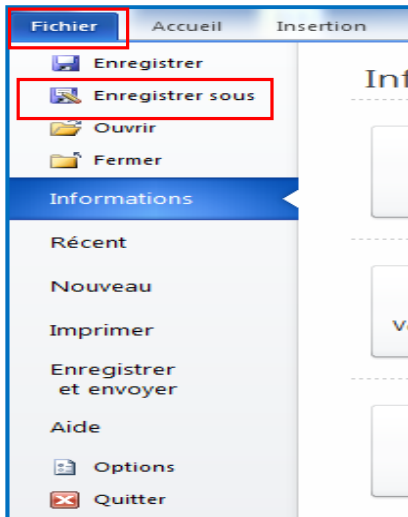 Fichier Accueil Insertion
Enregistrer
Enregistrer sous
Ouvrir
Fermer
Informations
Récent
Nouveau
Imprimer
Enregistrer
et envoyer
Aide
Options
Quitter